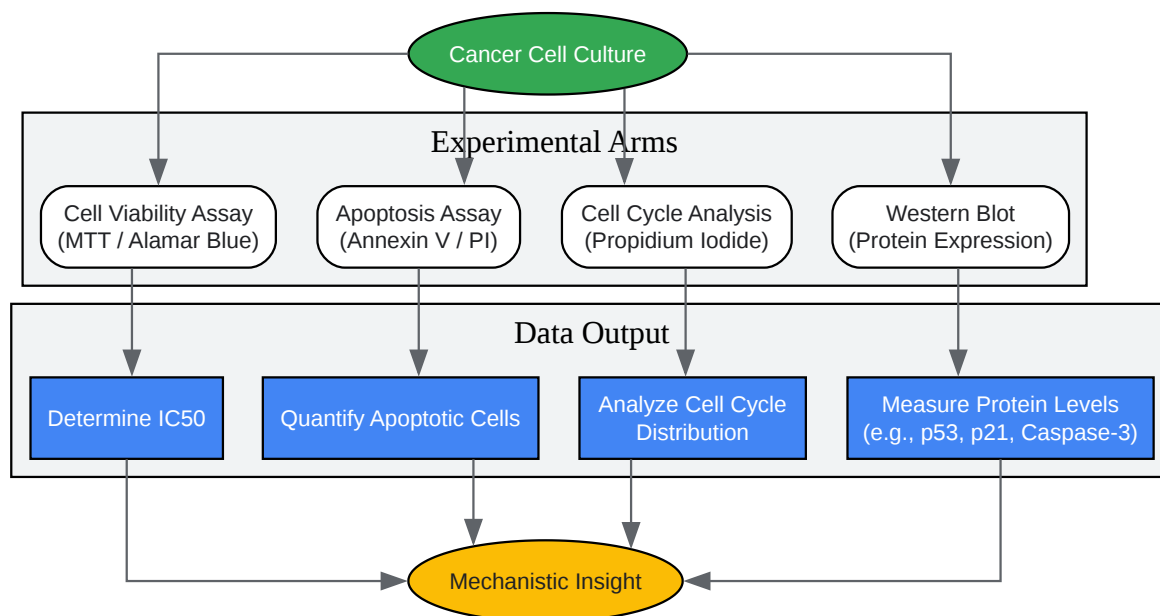 Cancer Cell Culture
Experimental Arms
Cell Viability Assay
(MTT / Alamar Blue)
Apoptosis Assay
(Annexin V / PI)
Cell Cycle Analysis
(Propidium Iodide)
Western Blot
(Protein Expression)
Data Output
Determine IC50
Quantify Apoptotic Cells
Analyze Cell Cycle
Distribution
Measure Protein Levels
(e.g., p53, p21, Caspase-3)
Mechanistic Insight